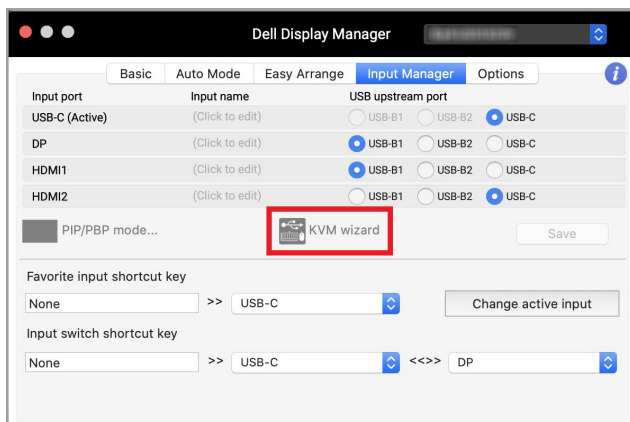 Dell Display Manager
Basic Auto Mode Easy Arrange Input Manager Options i
Input port Input name USB upstream port
USB-C (Active) (Click to edit) USB-B1 USB-B2 USB-C
DP (Click to edit) USB-B1 USB-B2 USB-C
HDMI1 (Click to edit) USB-B1 USB-B2 USB-C
HDMI2 (Click to edit) USB-B1 USB-B2 USB-C
PIP/PBP mode... KVM wizard Save
Favorite input shortcut key
None >> USB-C Change active input
Input switch shortcut key
None >> USB-C <<>> DP